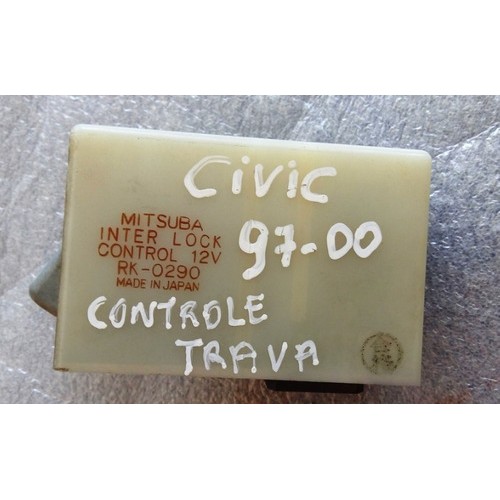 CIVIC
97-00
MITSUBA
INTER LOCK
CONTROL 12V
RK-0290
MADE IN JAPAN
CONTROLE
TRAVA